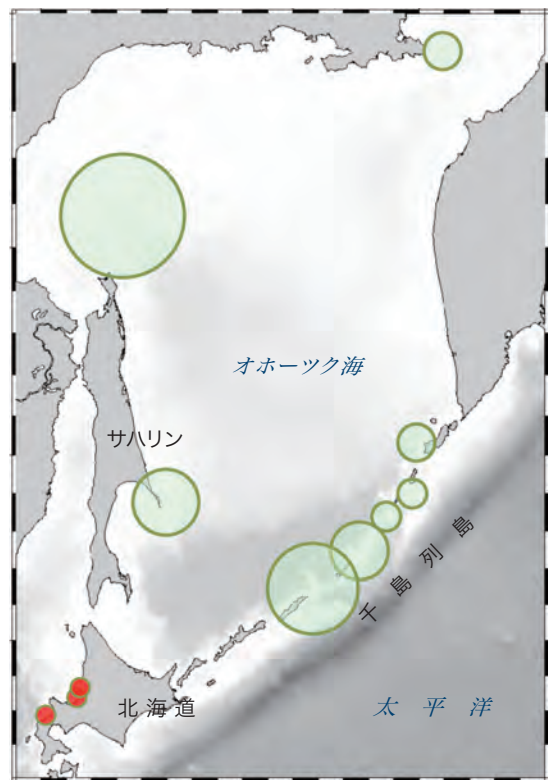 オホーツク海
サハリン
千島列島
北海道
太平洋